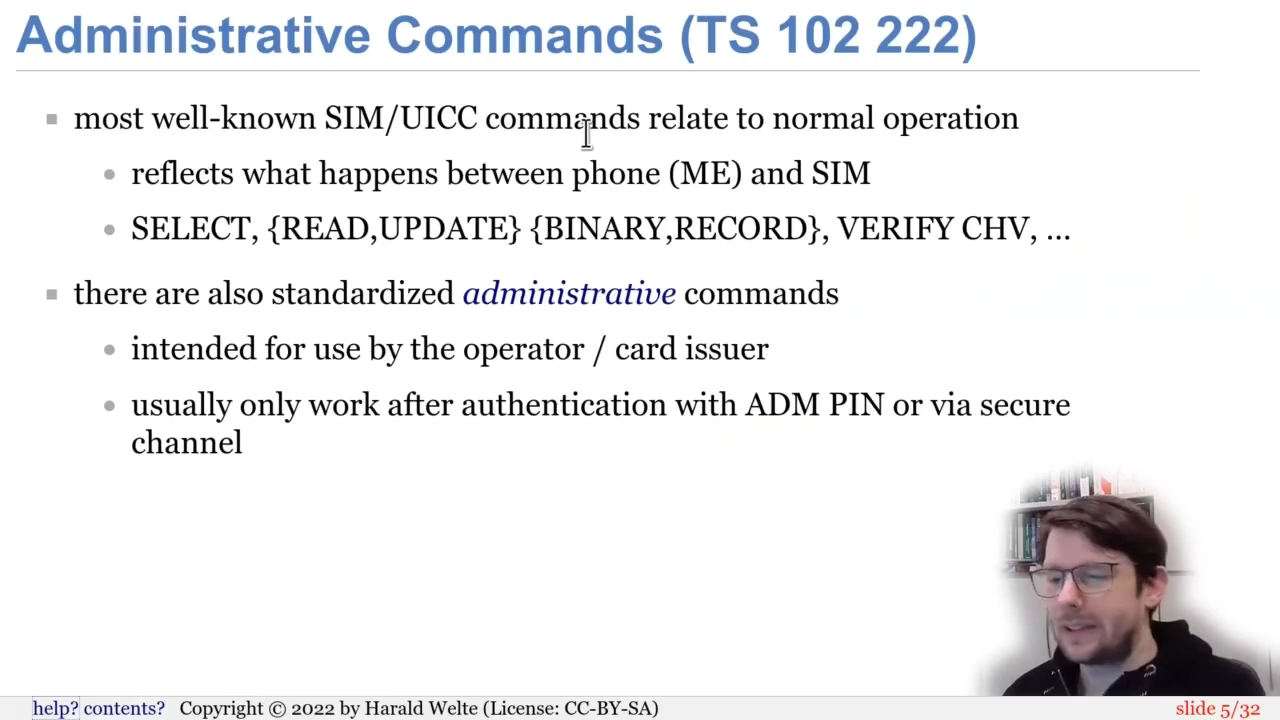 Administrative Commands (TS 102 222)
most well-known SIM/UICC commands relate to normal operation
reflects what happens between phone (ME) and SIM
SELECT, {READ,UPDATE} {BINARY,RECORD}, VERIFY CHV, ...
there are also standardized administrative commands
intended for use by the operator / card issuer
usually only work after authentication with ADM PIN or via secure
channel
help? contents? Copyright © 2022 by Harald Welte (License: CC-BY-SA) slide 5/32